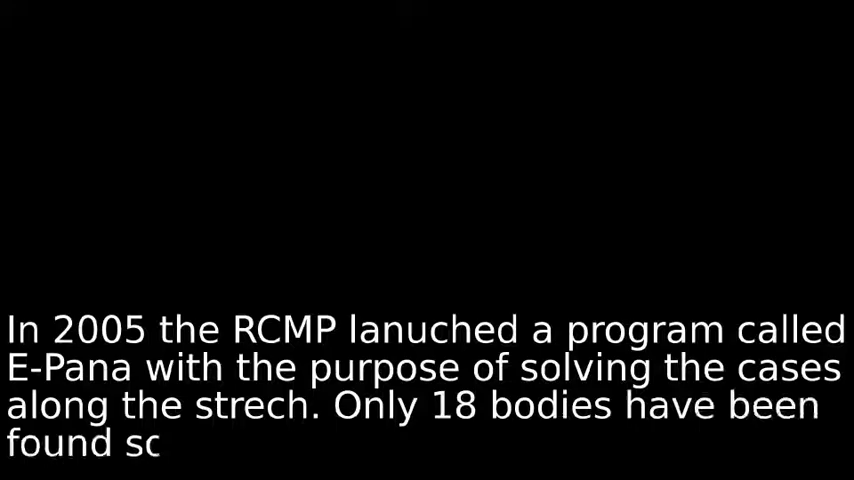 In 2005 the RCMP lanuched a program called
E-Pana with the purpose of solving the cases
along the strech. Only 18 bodies have been
found sc